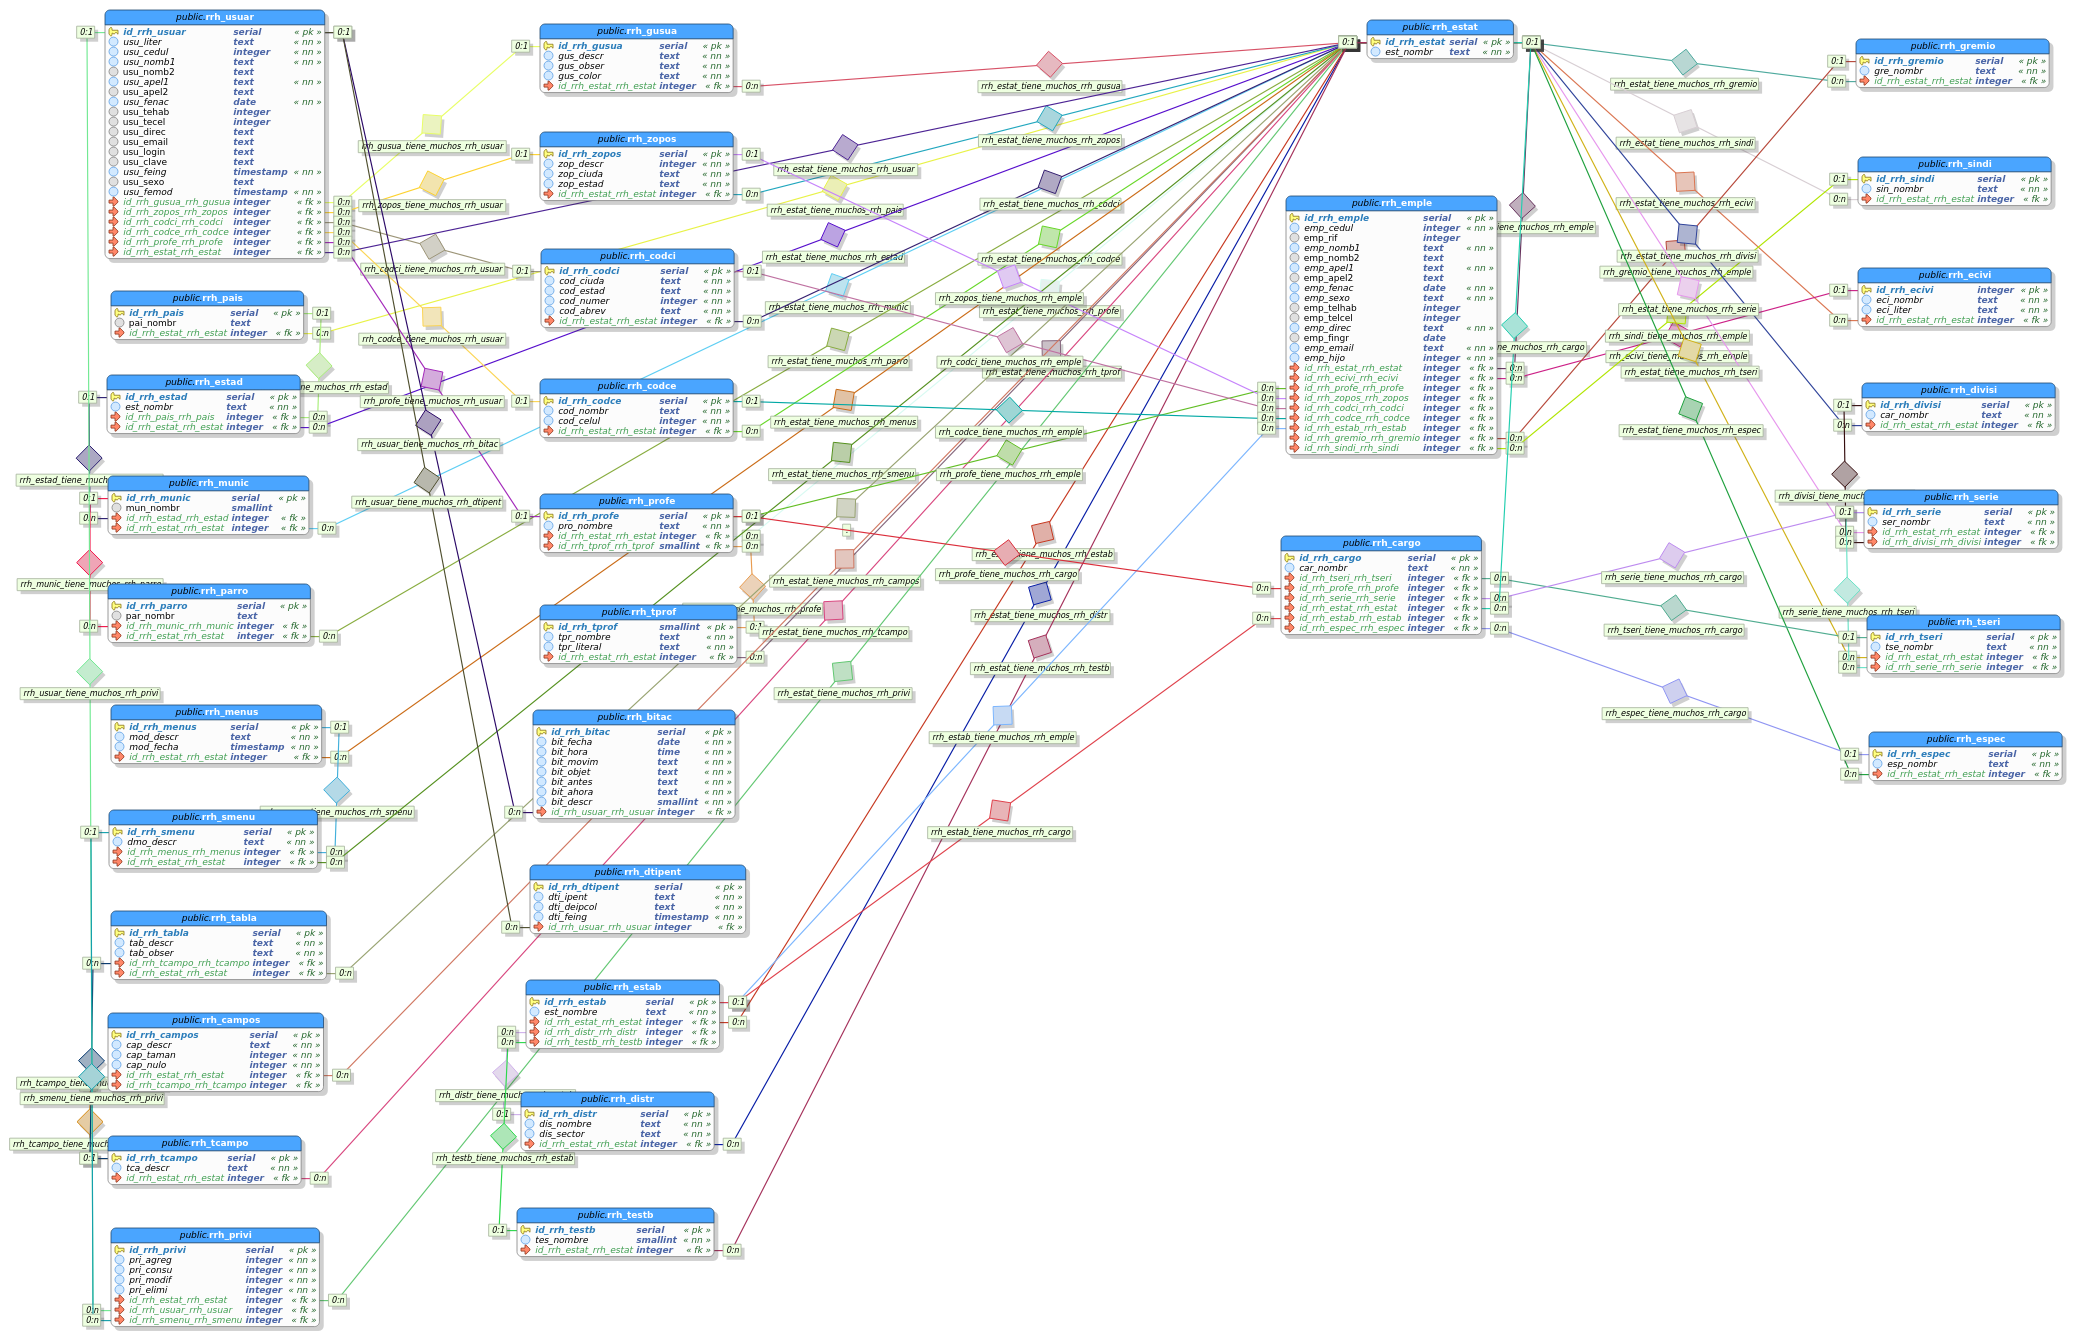 public.rrh_usuar
id_rrh_usuar serial « pk »
usu_liter text « nn »
usu_cedul integer « nn »
usu_nomb1 text « nn »
usu_nomb2 text
usu_apel1 text « nn »
usu_apel2 text
usu_fenac date « nn »
usu_tehab integer
usu_tecel integer
usu_direc text
usu_email text
usu_login text
usu_clave text
usu_feing timestamp « nn »
usu_sexo text
usu_femod timestamp « nn »
id_rrh_gusua_rrh_gusua integer « fk »
id_rrh_zopos_rrh_zopos integer « fk »
id_rrh_codci_rrh_codci integer « fk »
id_rrh_codce_rrh_codce integer « fk »
id_rrh_profe_rrh_profe integer « fk »
id_rrh_estat_rrh_estat integer « fk »
public.rrh_pais
id_rrh_pais serial « pk »
pai_nombr text
id_rrh_estat_rrh_estat integer « fk »
public.rrh_estad
id_rrh_estad serial « pk »
est_nombr text « nn »
id_rrh_pais_rrh_pais integer « fk »
id_rrh_estat_rrh_estat integer « fk »
public.rrh_munic
id_rrh_munic serial « pk »
mun_nombr smallint
id_rrh_estad_rrh_estad integer « fk »
id_rrh_estat_rrh_estat integer « fk »
public.rrh_parro
id_rrh_parro serial « pk »
par_nombr text
id_rrh_munic_rrh_munic integer « fk »
id_rrh_estat_rrh_estat integer « fk »
rrh_usuar_tiene_muchos_rrh_privi
public.rrh_menus
id_rrh_menus serial « pk »
mod_descr text « nn »
mod_fecha timestamp « nn »
id_rrh_estat_rrh_estat integer « fk »
public.rrh_smenu
id_rrh_smenu serial « pk »
dmo_descr text « nn »
id_rrh_menus_rrh_menus integer « fk »
id_rrh_estat_rrh_estat integer « fk »
public.rrh_tabla
id_rrh_tabla serial « pk »
tab_descr text « nn »
tab_obser text « nn »
id_rrh_tcampo_rrh_tcampo integer « fk »
id_rrh_estat_rrh_estat integer « fk »
public.rrh_campos
id_rrh_campos serial « pk »
cap_descr text « nn »
cap_taman integer « nn »
cap_nulo integer « nn »
id_rrh_estat_rrh_estat integer « fk »
id_rrh_tcampo_rrh_tcampo integer « fk »
rrh_smenu_tiene_muchos_rrh_privi
public.rrh_tcampo
id_rrh_tcampo serial « pk »
tca_descr text « nn »
id_rrh_estat_rrh_estat integer « fk »
public.rrh_privi
id_rrh_privi serial « pk »
pri_agreg integer « nn »
pri_consu integer « nn »
pri_modif integer « nn »
pri_elimi integer « nn »
id_rrh_estat_rrh_estat integer « fk »
id_rrh_usuar_rrh_usuar integer « fk »
id_rrh_smenu_rrh_smenu integer « fk »
rrh_gusua_tiene_muchos_rrh_usuar
rrh_zopos_tiene_muchos_rrh_usuar
rrh_codci_tiene_muchos_rrh_usuar
rrh_codce_tiene_muchos_rrh_usuar
rrh_profe_tiene_muchos_rrh_usuar
rrh_usuar_tiene_muchos_rrh_bitac
rrh_usuar_tiene_muchos_rrh_dtipent
public.rrh_gusua
id_rrh_gusua serial « pk »
gus_descr text « nn »
gus_obser text « nn »
gus_color text « nn »
id_rrh_estat_rrh_estat integer « fk »
public.rrh_zopos
id_rrh_zopos serial « pk »
zop_descr integer « nn »
zop_ciuda text « nn »
zop_estad text « nn »
id_rrh_estat_rrh_estat integer « fk »
public.rrh_codci
id_rrh_codci serial « pk »
cod_ciuda text « nn »
cod_estad text « nn »
cod_numer integer « nn »
cod_abrev text « nn »
id_rrh_estat_rrh_estat integer « fk »
public.rrh_codce
id_rrh_codce serial « pk »
cod_nombr text « nn »
cod_celul integer « nn »
id_rrh_estat_rrh_estat integer « fk »
public.rrh_profe
id_rrh_profe serial « pk »
pro_nombre text « nn »
id_rrh_estat_rrh_estat integer « fk »
id_rrh_tprof_rrh_tprof smallint « fk »
public.rrh_tprof
id_rrh_tprof smallint « pk »
tpr_nombre text « nn »
tpr_literal text « nn »
id_rrh_estat_rrh_estat integer « fk »
public.rrh_bitac
id_rrh_bitac serial « pk »
bit_fecha date « nn »
bit_hora time « nn »
bit_movim text « nn »
bit_objet text « nn »
bit_antes text « nn »
bit_ahora text « nn »
bit_descr smallint « nn »
id_rrh_usuar_rrh_usuar integer « fk »
public.rrh_dtipent
id_rrh_dtipent serial « pk »
dti_ipent text « nn »
dti_deipcol text « nn »
dti_feing timestamp « nn »
id_rrh_usuar_rrh_usuar integer « fk »
public.rrh_estab
id_rrh_estab serial « pk »
est_nombre text « nn »
id_rrh_estat_rrh_estat integer « fk »
id_rrh_distr_rrh_distr integer « fk »
id_rrh_testb_rrh_testb integer « fk »
public.rrh_distr
id_rrh_distr serial « pk »
dis_nombre text « nn »
dis_sector text « nn »
id_rrh_estat_rrh_estat integer « fk »
rrh_testb_tiene_muchos_rrh_estab
public.rrh_testb
id_rrh_testb serial « pk »
tes_nombre smallint « nn »
id_rrh_estat_rrh_estat integer « fk »
rrh_estat_tiene_muchos_rrh_gusua
rrh_estat_tiene_muchos_rrh_zopos
rrh_estat_tiene_muchos_rrh_usuar
rrh_estat_tiene_muchos_rrh_codci
rrh_estat_tiene_muchos_rrh_pais
rrh_estat_tiene_muchos_rrh_estad
rrh_estat_tiene_muchos_rrh_codce
rrh_zopos_tiene_muchos_rrh_emple
rrh_estat_tiene_muchos_rrh_munic
rrh_estat_tiene_muchos_rrh_profe
rrh_estat_tiene_muchos_rrh_parro
rrh_codci_tiene_muchos_rrh_emple
rrh_estat_tiene_muchos_rrh_tprof
rrh_estat_tiene_muchos_rrh_menus
rrh_codce_tiene_muchos_rrh_emple
rrh_estat_tiene_muchos_rrh_smenu
rrh_profe_tiene_muchos_rrh_emple
rrh_profe_tiene_muchos_rrh_cargo
rrh_estat_tiene_muchos_rrh_campos
rrh_estat_tiene_muchos_rrh_distr
rrh_estat_tiene_muchos_rrh_tcampo
rrh_estat_tiene_muchos_rrh_testb
rrh_estat_tiene_muchos_rrh_privi
rrh_estab_tiene_muchos_rrh_emple
rrh_estab_tiene_muchos_rrh_cargo
public.rrh_estat
id_rrh_estat serial « pk »
est_nombr text « nn »
public.rrh_emple
id_rrh_emple serial « pk »
emp_cedul integer « nn »
emp_rif integer
emp_nomb1 text « nn »
emp_nomb2 text
emp_apel1 text « nn »
emp_apel2 text
emp_fenac date « nn »
emp_sexo text « nn »
emp_telhab integer
emp_telcel integer
emp_direc text « nn »
emp_fingr date
emp_email text « nn »
emp_hijo integer « nn »
id_rrh_estat_rrh_estat integer « fk »
id_rrh_ecivi_rrh_ecivi integer « fk »
id_rrh_profe_rrh_profe integer « fk »
id_rrh_zopos_rrh_zopos integer « fk »
id_rrh_codci_rrh_codci integer « fk »
id_rrh_codce_rrh_codce integer « fk »
id_rrh_estab_rrh_estab integer « fk »
id_rrh_gremio_rrh_gremio integer « fk »
id_rrh_sindi_rrh_sindi integer « fk »
public.rrh_cargo
id_rrh_cargo serial « pk »
car_nombr text « nn »
id_rrh_tseri_rrh_tseri integer « fk »
id_rrh_profe_rrh_profe integer « fk »
id_rrh_serie_rrh_serie integer « fk »
id_rrh_estat_rrh_estat integer « fk »
id_rrh_estab_rrh_estab integer « fk »
id_rrh_espec_rrh_espec integer « fk »
rrh_estat_tiene_muchos_rrh_gremio
rrh_estat_tiene_muchos_rrh_sindi
rrh_estat_tiene_muchos_rrh_ecivi
rrh_estat_tiene_muchos_rrh_divisi
rrh_gremio_tiene_muchos_rrh_emple
rrh_estat_tiene_muchos_rrh_serie
rrh_sindi_tiene_muchos_rrh_emple
rrh_ecivi_tiene_muchos_rrh_emple
rrh_estat_tiene_muchos_rrh_tseri
rrh_estat_tiene_muchos_rrh_espec
rrh_serie_tiene_muchos_rrh_cargo
rrh_tseri_tiene_muchos_rrh_cargo
rrh_espec_tiene_muchos_rrh_cargo
public.rrh_gremio
id_rrh_gremio serial « pk »
gre_nombr text « nn »
id_rrh_estat_rrh_estat integer « fk »
public.rrh_sindi
id_rrh_sindi serial « pk »
sin_nombr text « nn »
id_rrh_estat_rrh_estat integer « fk »
public.rrh_ecivi
id_rrh_ecivi integer « pk »
eci_nombr text « nn »
eci_liter text « nn »
id_rrh_estat_rrh_estat integer « fk »
public.rrh_divisi
id_rrh_divisi serial « pk »
car_nombr text « nn »
id_rrh_estat_rrh_estat integer « fk »
public.rrh_serie
id_rrh_serie serial « pk »
ser_nombr text « nn »
id_rrh_estat_rrh_estat integer « fk »
id_rrh_divisi_rrh_divisi integer « fk »
rrh_serie_tiene_muchos_rrh_tseri
public.rrh_tseri
id_rrh_tseri serial « pk »
tse_nombr text « nn »
id_rrh_estat_rrh_estat integer « fk »
id_rrh_serie_rrh_serie integer « fk »
public.rrh_espec
id_rrh_espec serial « pk »
esp_nombr text « nn »
id_rrh_estat_rrh_estat integer « fk »